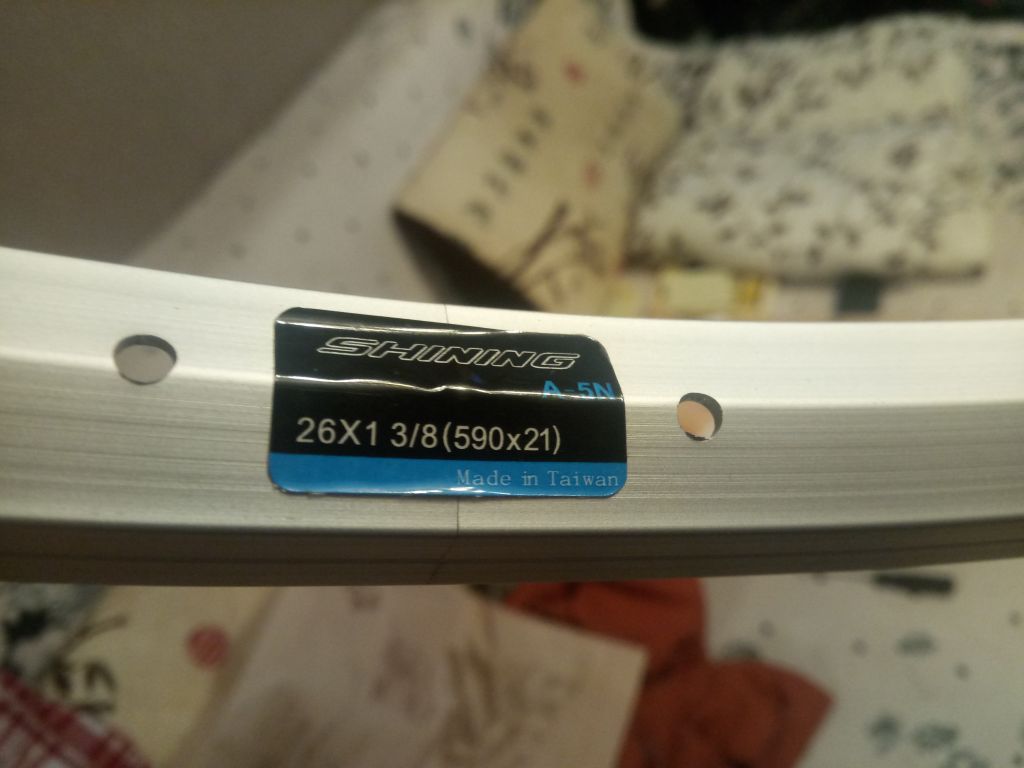 SHINING
A-5N
26X1 3/8(590x21)
Made in Taiwan